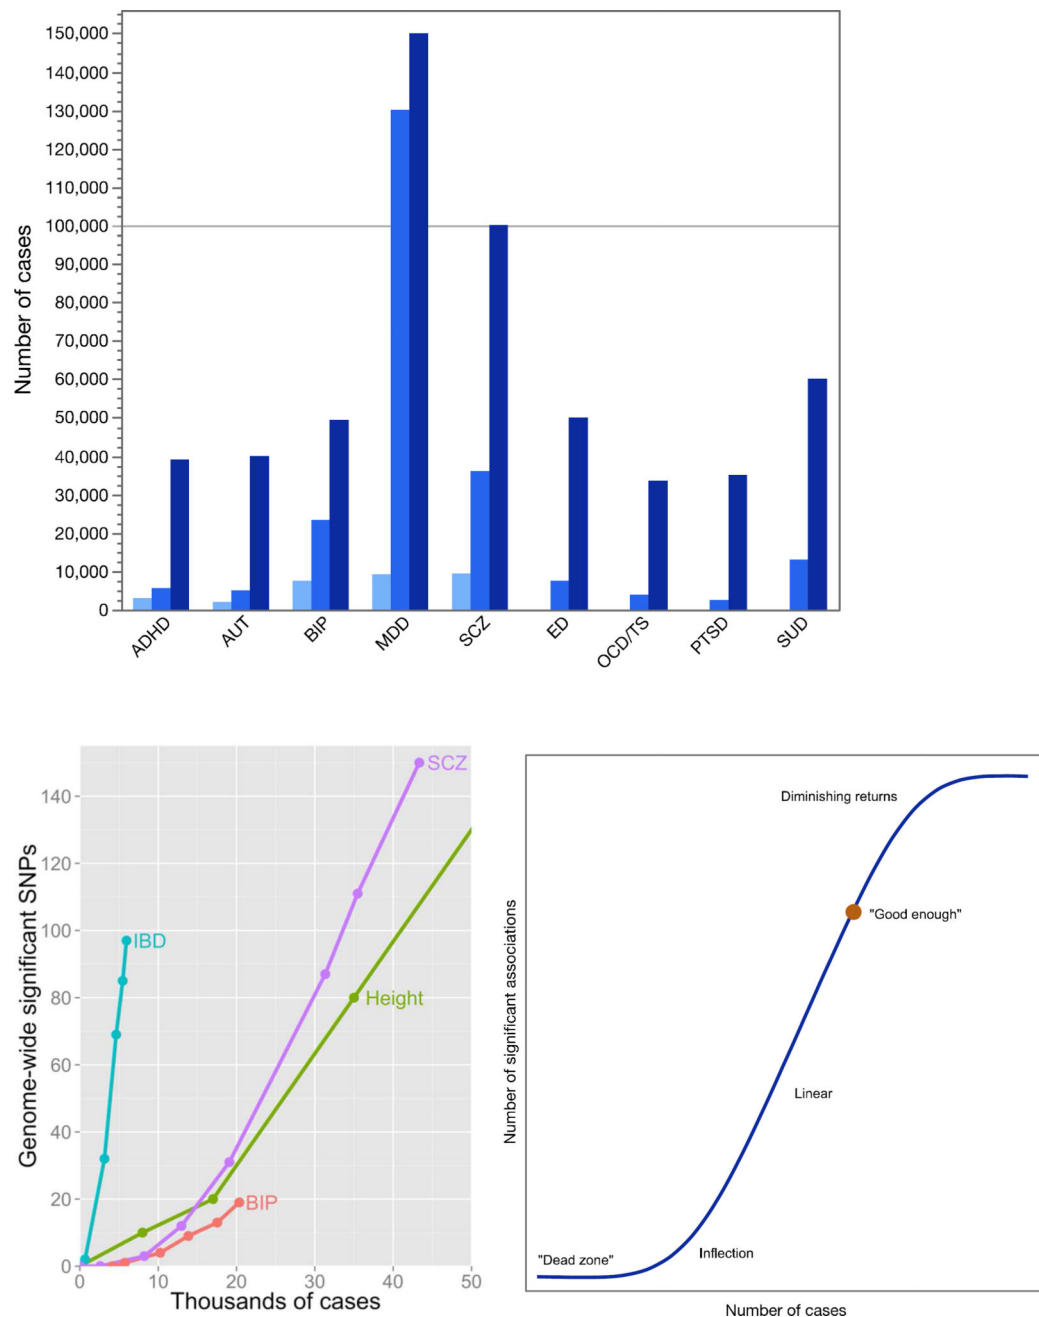 150,000
140,000
130,000
120,000
110,000
100,000
90,000
80,000
70,000
60,000
50,000
40,000
30,000
20,000
10,000
0
Number of cases
ADHD
AUT
BIP
MDD
SCZ
ED
OCD/TS
PTSD
SUD
Genome-wide significant SNPs
140
120
100
80
60
40
20
0
SCZ
IBD
Height
BIP
0 10 20 30 40 50
Thousands of cases
Number of significant associations
Diminishing returns
"Good enough"
Linear
Inflection
"Dead zone"
Number of cases